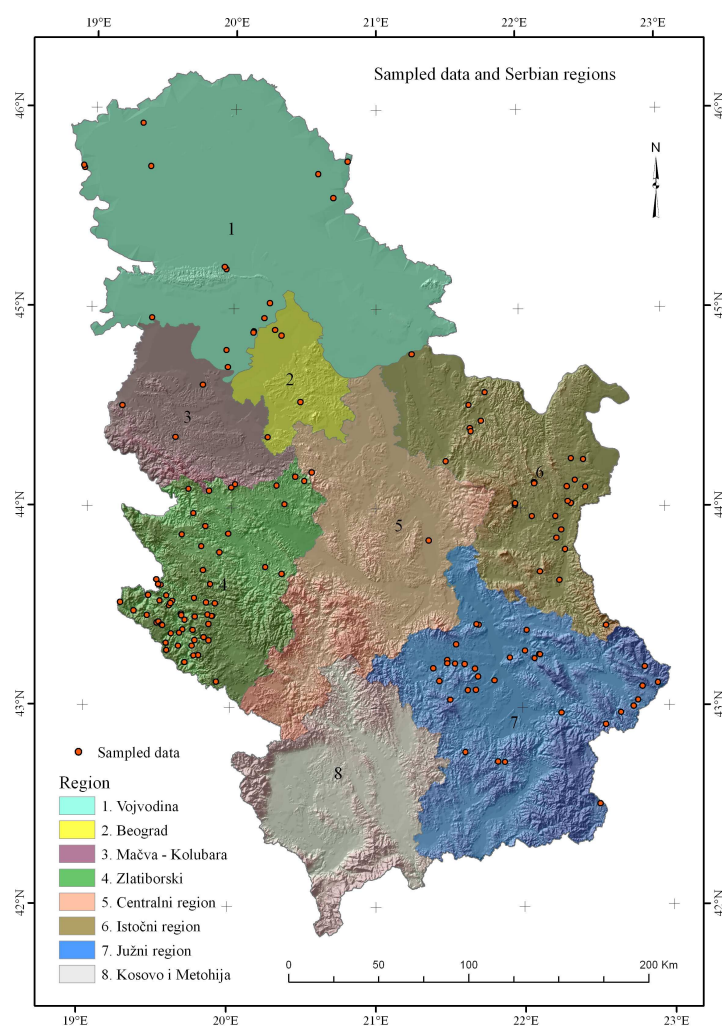 19°E 20°E 21°E 22°E 23°E
Sampled data and Serbian regions
46°N 46°N
N
1
45°N 45°N
2
3
6
44°N 44°N
5
4
43°N 43°N
7
Sampled data
8
Region
1. Vojvodina
2. Beograd
3. Mačva - Kolubara
4. Zlatiborski
5. Centralni region
42°N 42°N
6. Istočni region
7. Južni region
8. Kosovo i Metohija
0 50 100 200 Km
19°E 20°E 21°E 22°E 23°E